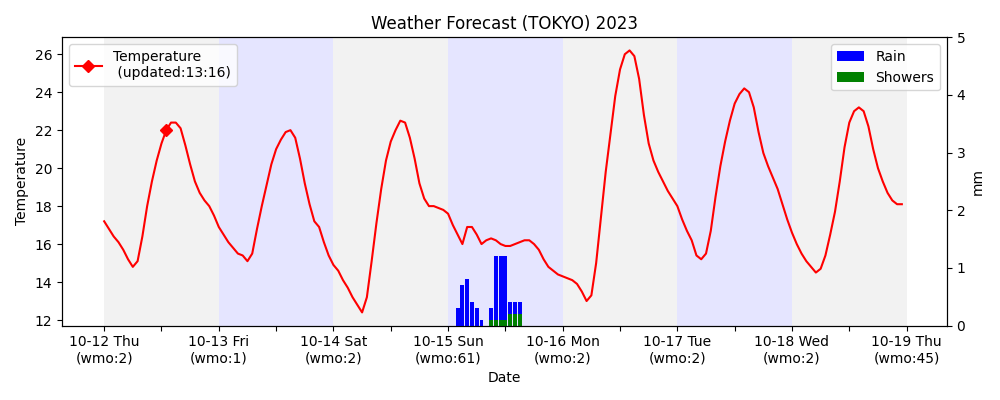 Weather Forecast (TOKYO) 2023
Temperature
(updated:13:16)
Rain
Showers
26
24
22
20
18
16
14
12
Temperature
5
4
3
2
1
0
mm
10-12 Thu
(wmo:2)
10-13 Fri
(wmo:1)
10-14 Sat
(wmo:2)
10-15 Sun
(wmo:61)
10-16 Mon
(wmo:2)
10-17 Tue
(wmo:2)
10-18 Wed
(wmo:2)
10-19 Thu
(wmo:45)
Date